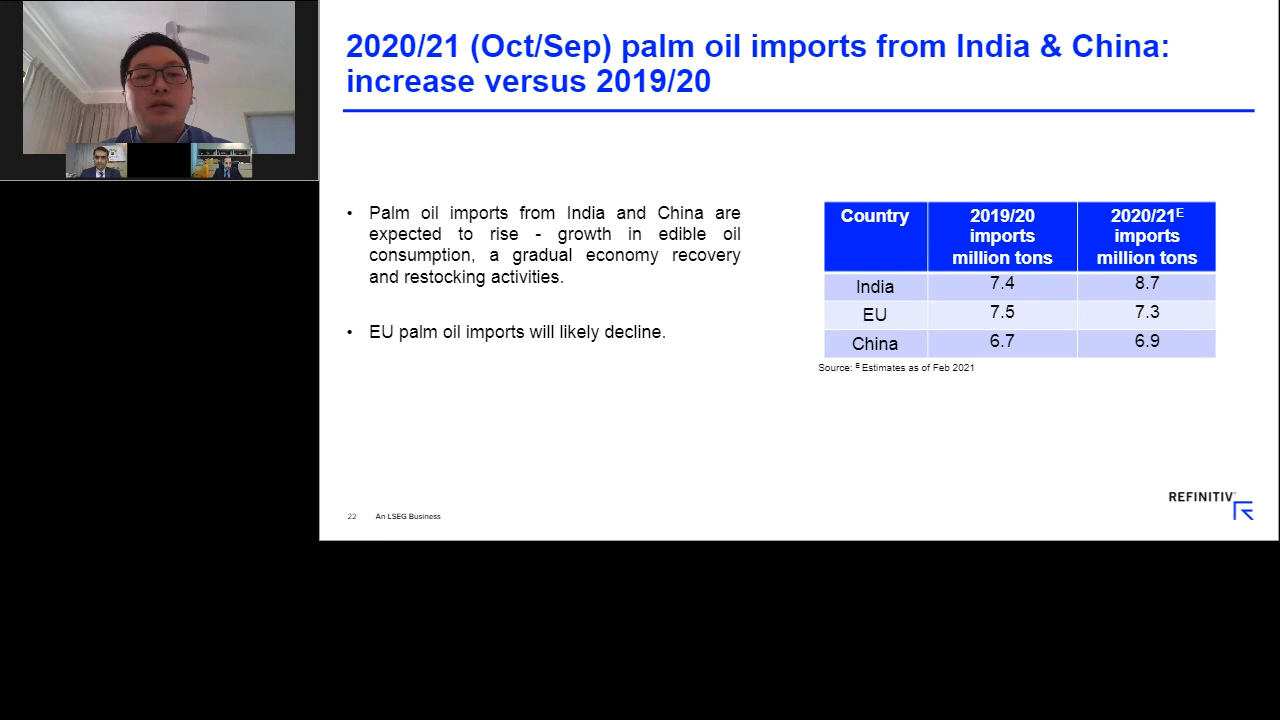 2020/21 (Oct/Sep) palm oil imports from India & China:
increase versus 2019/20
• Palm oil imports from India and China are
expected to rise - growth in edible oil
consumption, a gradual economy recovery
and restocking activities.
• EU palm oil imports will likely decline.
Country 2019/20 2020/21E
imports imports
million tons million tons
India 7.4 8.7
EU 7.5 7.3
China 6.7 6.9
Source: E Estimates as of Feb 2021
REFINITIV
22 An LSEG Business